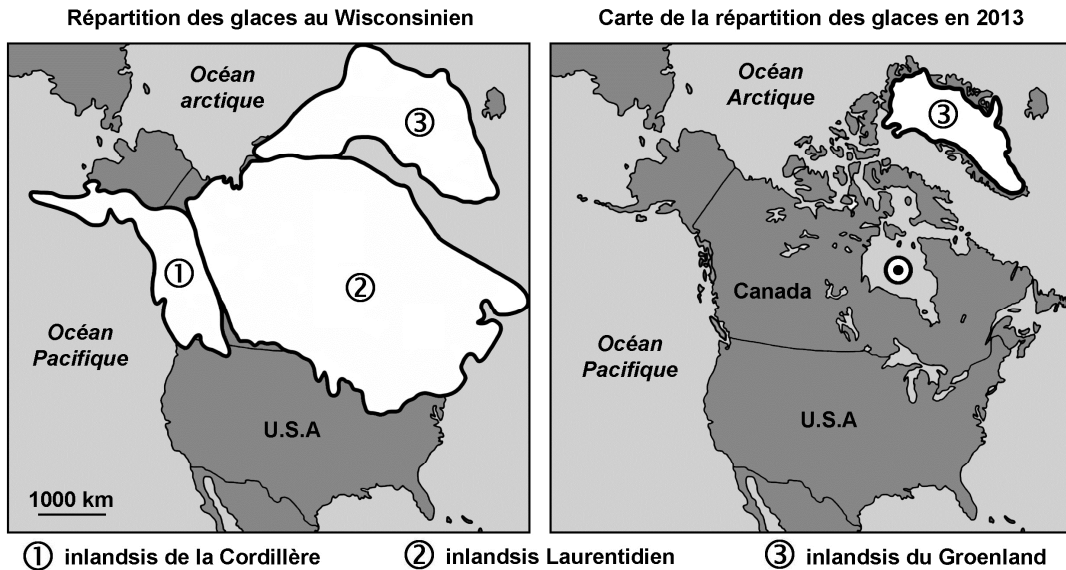 Répartition des glaces au Wisconsinien
Océan
arctique
③
①
②
Océan
Pacifique
U.S.A
1000 km
Carte de la répartition des glaces en 2013
Océan
Arctique
③
Canada
Océan
Pacifique
U.S.A
① inlandsis de la Cordillère
② inlandsis Laurentidien
③ inlandsis du Groenland